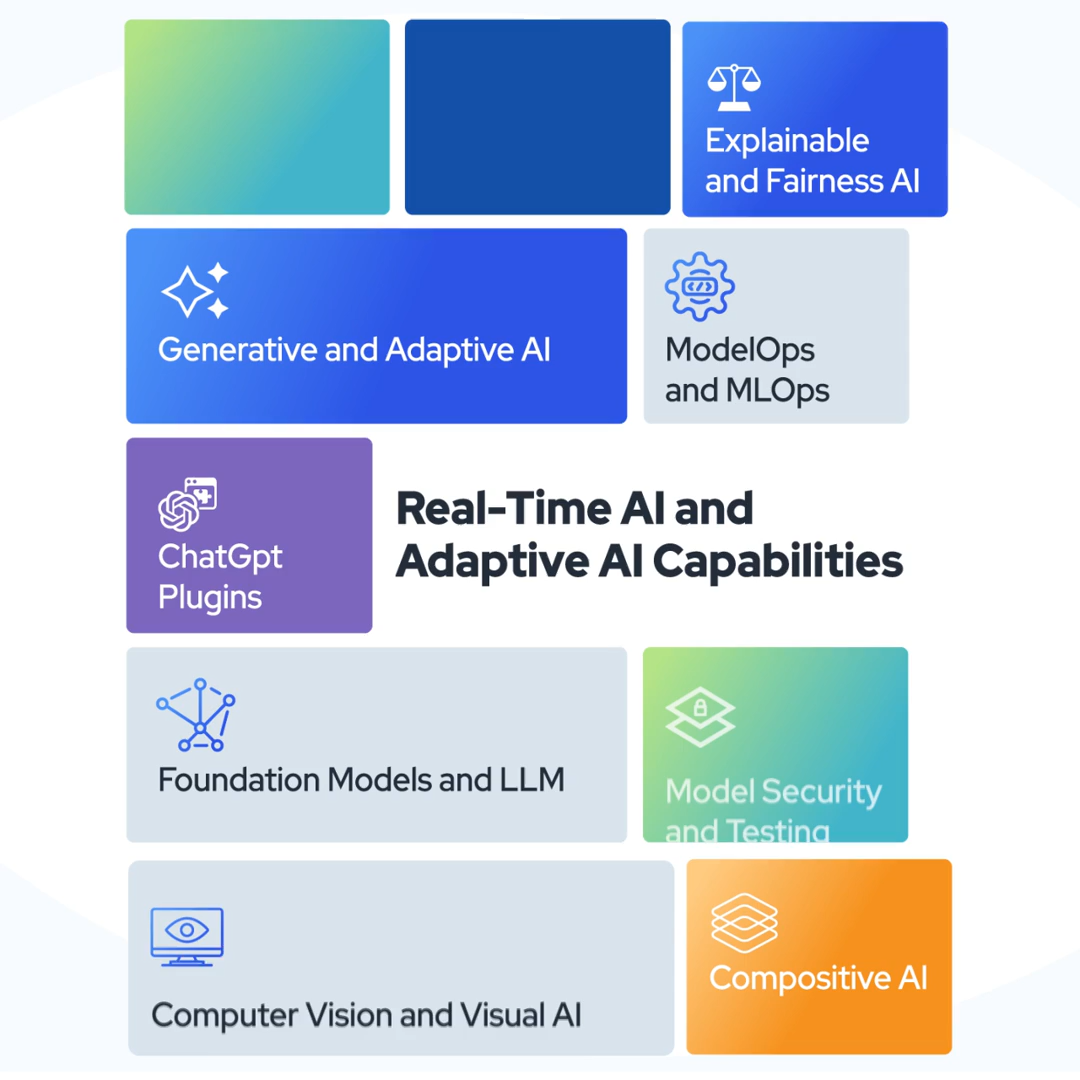 Explainable
and Fairness AI
Generative and Adaptive AI
ModelOps
and MLOps
ChatGpt
Plugins
Real-Time AI and
Adaptive AI Capabilities
Foundation Models and LLM
Model Security
and Testing
Computer Vision and Visual AI
Compositive AI